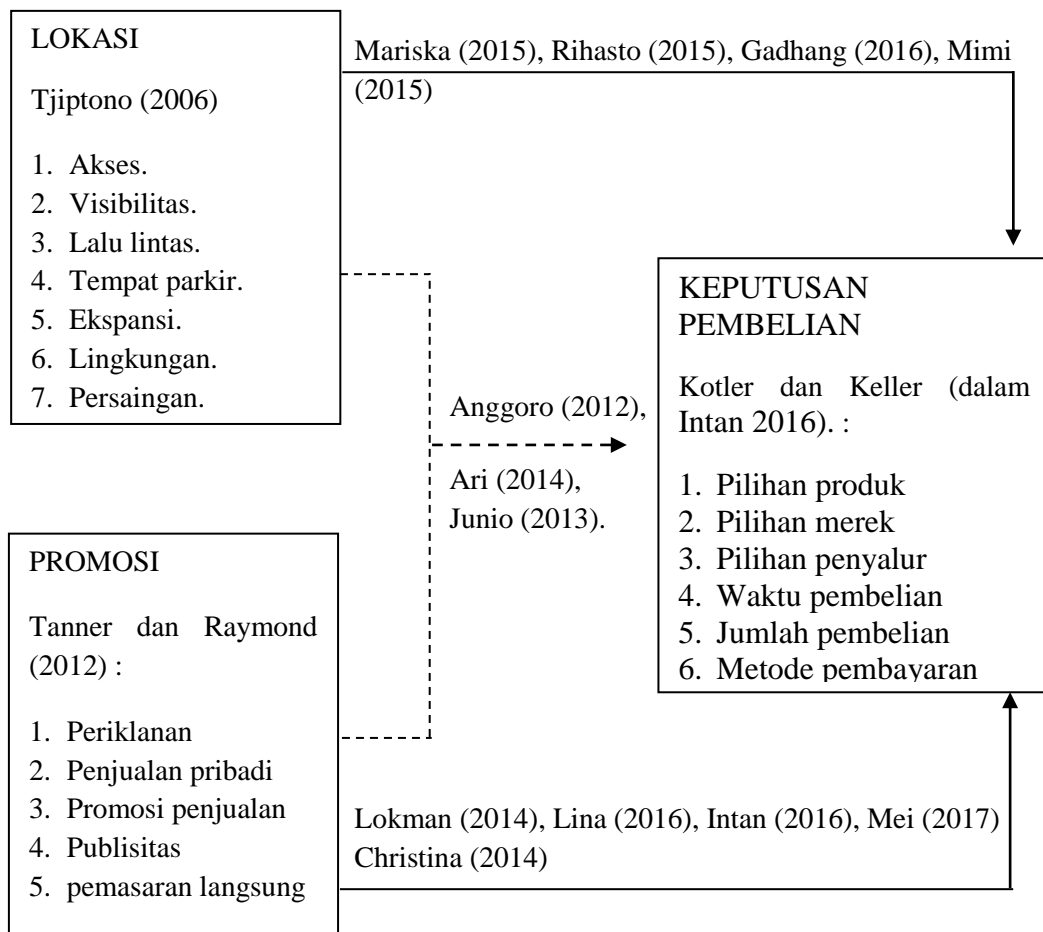 LOKASI
Tjiptono (2006)
1. Akses.
2. Visibilitas.
3. Lalu lintas.
4. Tempat parkir.
5. Ekspansi.
6. Lingkungan.
7. Persaingan.
Mariska (2015), Rihasto (2015), Gadhang (2016), Mimi
(2015)
Anggoro (2012),
Ari (2014),
Junio (2013).
KEPUTUSAN
PEMBELIAN
Kotler dan Keller (dalam
Intan 2016). :
1. Pilihan produk
2. Pilihan merek
3. Pilihan penyalur
4. Waktu pembelian
5. Jumlah pembelian
6. Metode pembayaran
PROMOSI
Tanner dan Raymond
(2012) :
1. Periklanan
2. Penjualan pribadi
3. Promosi penjualan
4. Publisitas
5. pemasaran langsung
Lokman (2014), Lina (2016), Intan (2016), Mei (2017)
Christina (2014)